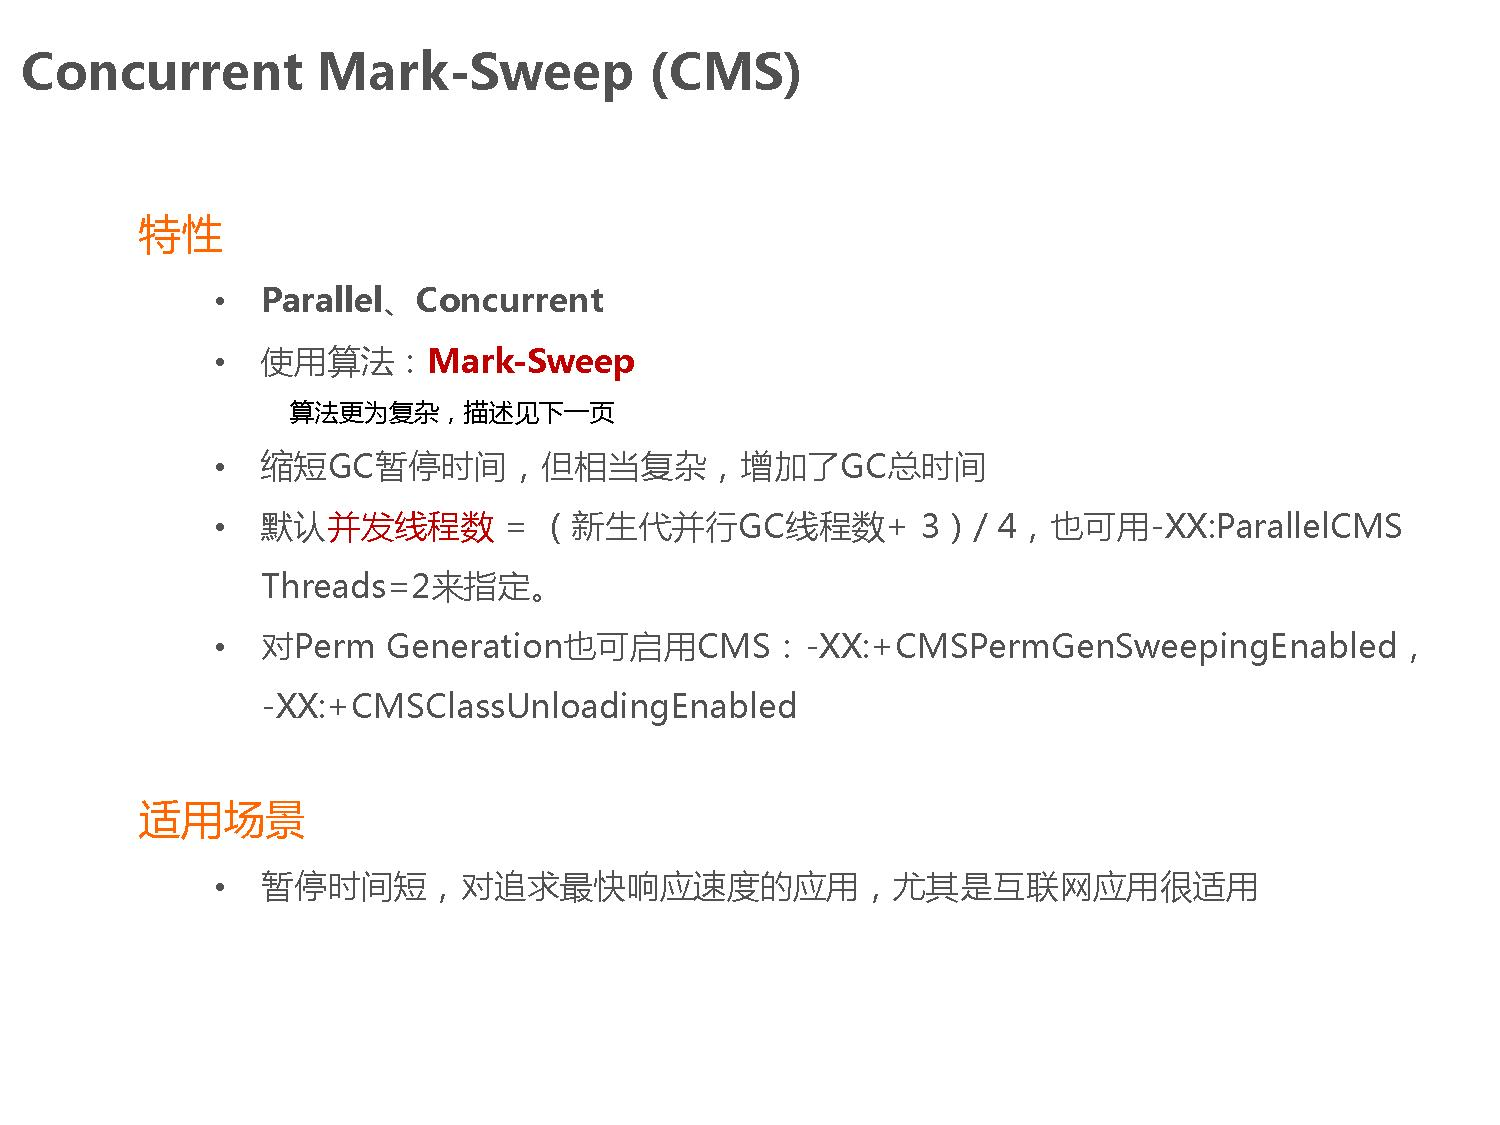 Concurrent Mark-Sweep (CMS)
特性
• Parallel、Concurrent
• 使用算法：Mark-Sweep
算法更为复杂，描述见下一页
• 缩短GC暂停时间，但相当复杂，增加了GC总时间
• 默认并发线程数 = （新生代并行GC线程数+ 3）/ 4，也可用-XX:ParallelCMS
Threads=2来指定。
• 对Perm Generation也可启用CMS：-XX:+CMSPermGenSweepingEnabled，
-XX:+CMSClassUnloadingEnabled
适用场景
• 暂停时间短，对追求最快响应速度的应用，尤其是互联网应用很适用